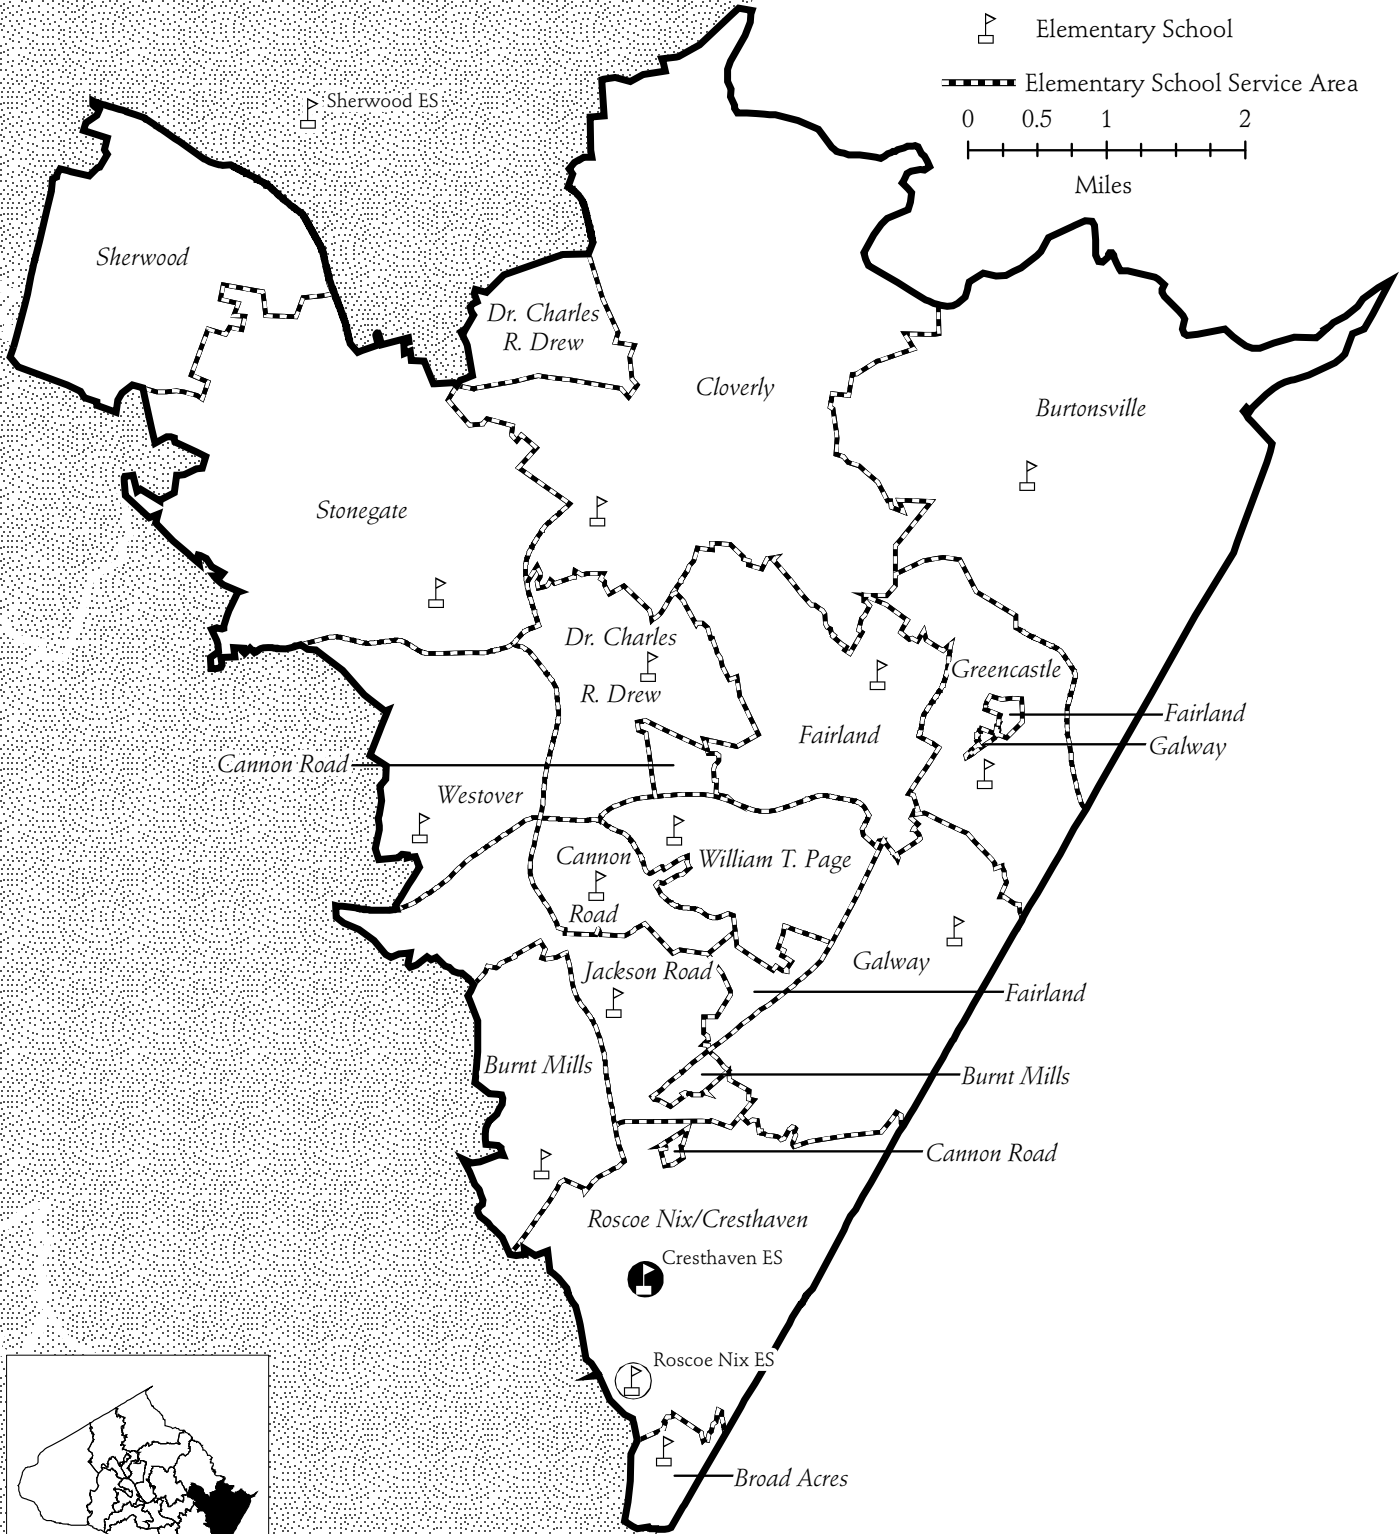 Elementary School
Elementary School Service Area
0 0.5 1 2
Miles
Sherwood ES
Sherwood
Dr. Charles
R. Drew
Cloverly
Burtonsville
Stonegate
Dr. Charles
R. Drew
Greencastle
Fairland
Fairland
Galway
Cannon Road
Westover
Cannon
Road
William T. Page
Galway
Jackson Road
Fairland
Burnt Mills
Burnt Mills
Cannon Road
Roscoe Nix/Cresthaven
Cresthaven ES
Roscoe Nix ES
Broad Acres